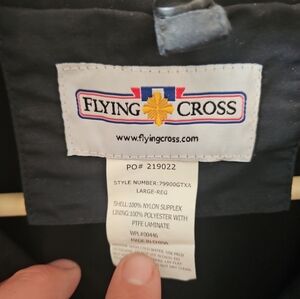 FLYING CROSS
www.flyingcross.com
PO# 219022
STYLE NUMBER:79900GTXA
LARGE-REG
SHELL:100% NYLON SUPPLEX
LINING:100% POLYESTER WITH
PTFE LAMINATE
WPL#00446
MADE IN CHINA